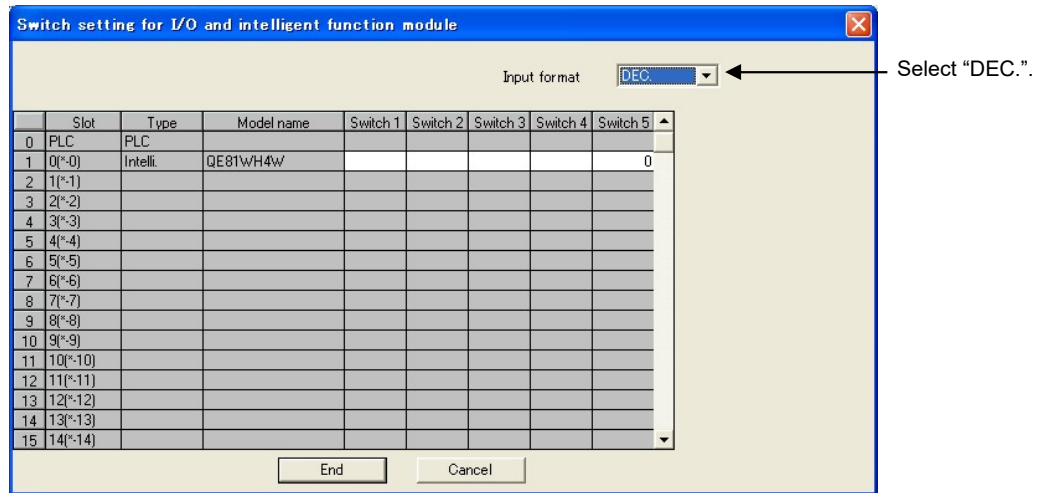 Switch setting for I/O and intelligent function module
Input format DEC. Select “DEC.”.
Slot Type Model name Switch 1 Switch 2 Switch 3 Switch 4 Switch 5
0 PLC PLC
1 0(*-0) Intelli. QE81WH4W 0
2 1(*-1)
3 2(*-2)
4 3(*-3)
5 4(*-4)
6 5(*-5)
7 6(*-6)
8 7(*-7)
9 8(*-8)
10 9(*-9)
11 10(*-10)
12 11(*-11)
13 12(*-12)
14 13(*-13)
15 14(*-14)
End Cancel